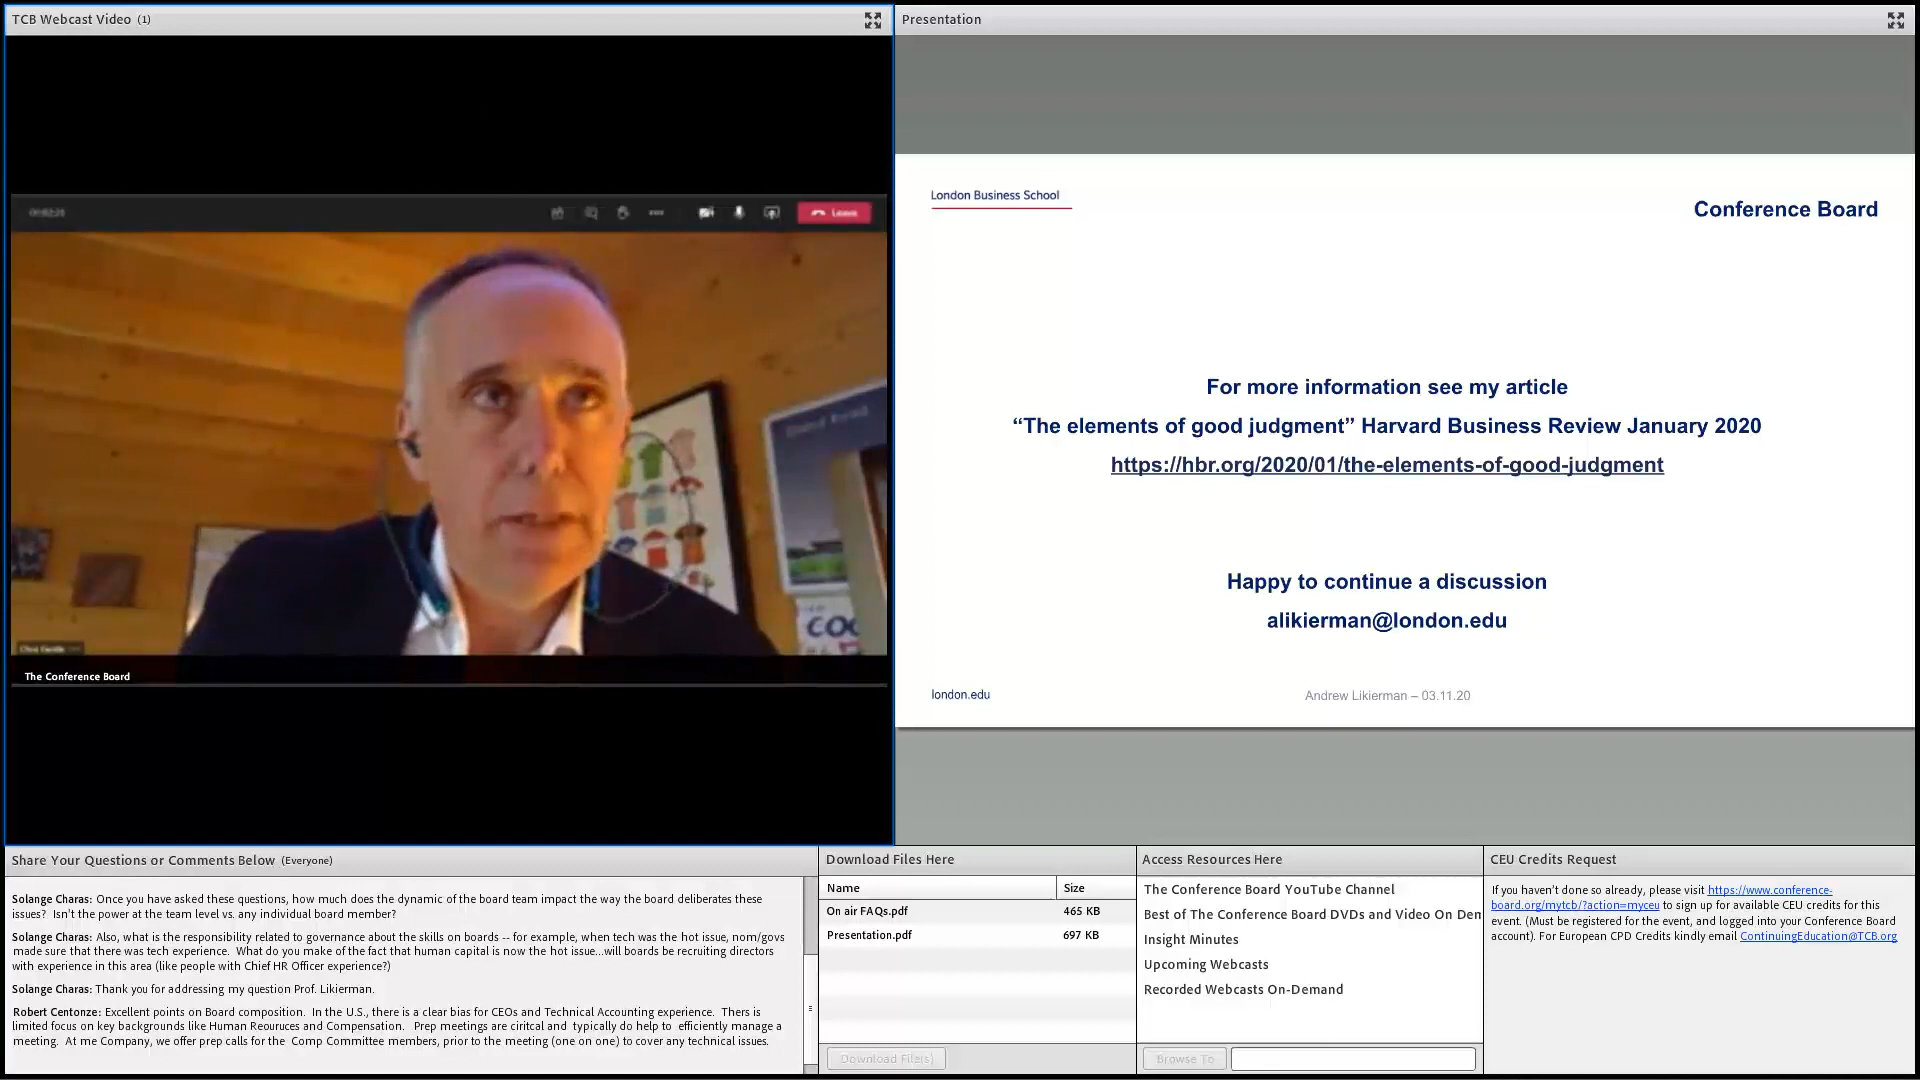 TCB Webcast Video (1)
Leave
The Conference Board
Presentation
London Business School
Conference Board
For more information see my article
“The elements of good judgment” Harvard Business Review January 2020
https://hbr.org/2020/01/the-elements-of-good-judgment
Happy to continue a discussion
alikierman@london.edu
london.edu
Andrew Likierman – 03.11.20
Share Your Questions or Comments Below (Everyone)
Solange Charas: Once you have asked these questions, how much does the dynamic of the board team impact the way the board deliberates these
issues? Isn't the power at the team level vs. any individual board member?
Solange Charas: Also, what is the responsibility related to governance about the skills on boards -- for example, when tech was the hot issue, nom/govs
made sure that there was tech experience. What do you make of the fact that human capital is now the hot issue...will boards be recruiting directors
with experience in this area (like people with Chief HR Officer experience?)
Solange Charas: Thank you for addressing my question Prof. Likierman.
Robert Centonze: Excellent points on Board composition. In the U.S., there is a clear bias for CEOs and Technical Accounting experience. Thers is
limited focus on key backgrounds like Human Reouruces and Compensation. Prep meetings are ciritcal and typically do help to efficiently manage a
meeting. At me Company, we offer prep calls for the Comp Committee members, prior to the meeting (one on one) to cover any technical issues.
Download Files Here
Name Size
On air FAQs.pdf 465 KB
Presentation.pdf 697 KB
Download File(s)
Access Resources Here
The Conference Board YouTube Channel
Best of The Conference Board DVDs and Video On Den
Insight Minutes
Upcoming Webcasts
Recorded Webcasts On-Demand
Browse To
CEU Credits Request
If you haven't done so already, please visit https://www.conference-
board.org/mytcb/?action=myceu to sign up for available CEU credits for this
event. (Must be registered for the event, and logged into your Conference Board
account). For European CPD Credits kindly email ContinuingEducation@TCB.org